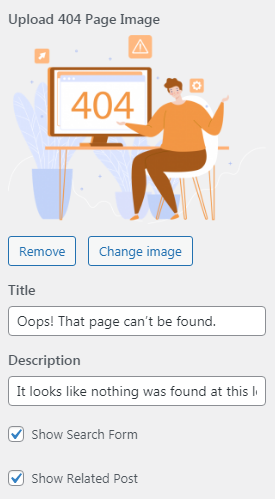 Upload 404 Page Image
404
Remove
Change image
Title
Oops! That page can't be found.
Description
It looks like nothing was found at this
Show Search Form
Show Related Post